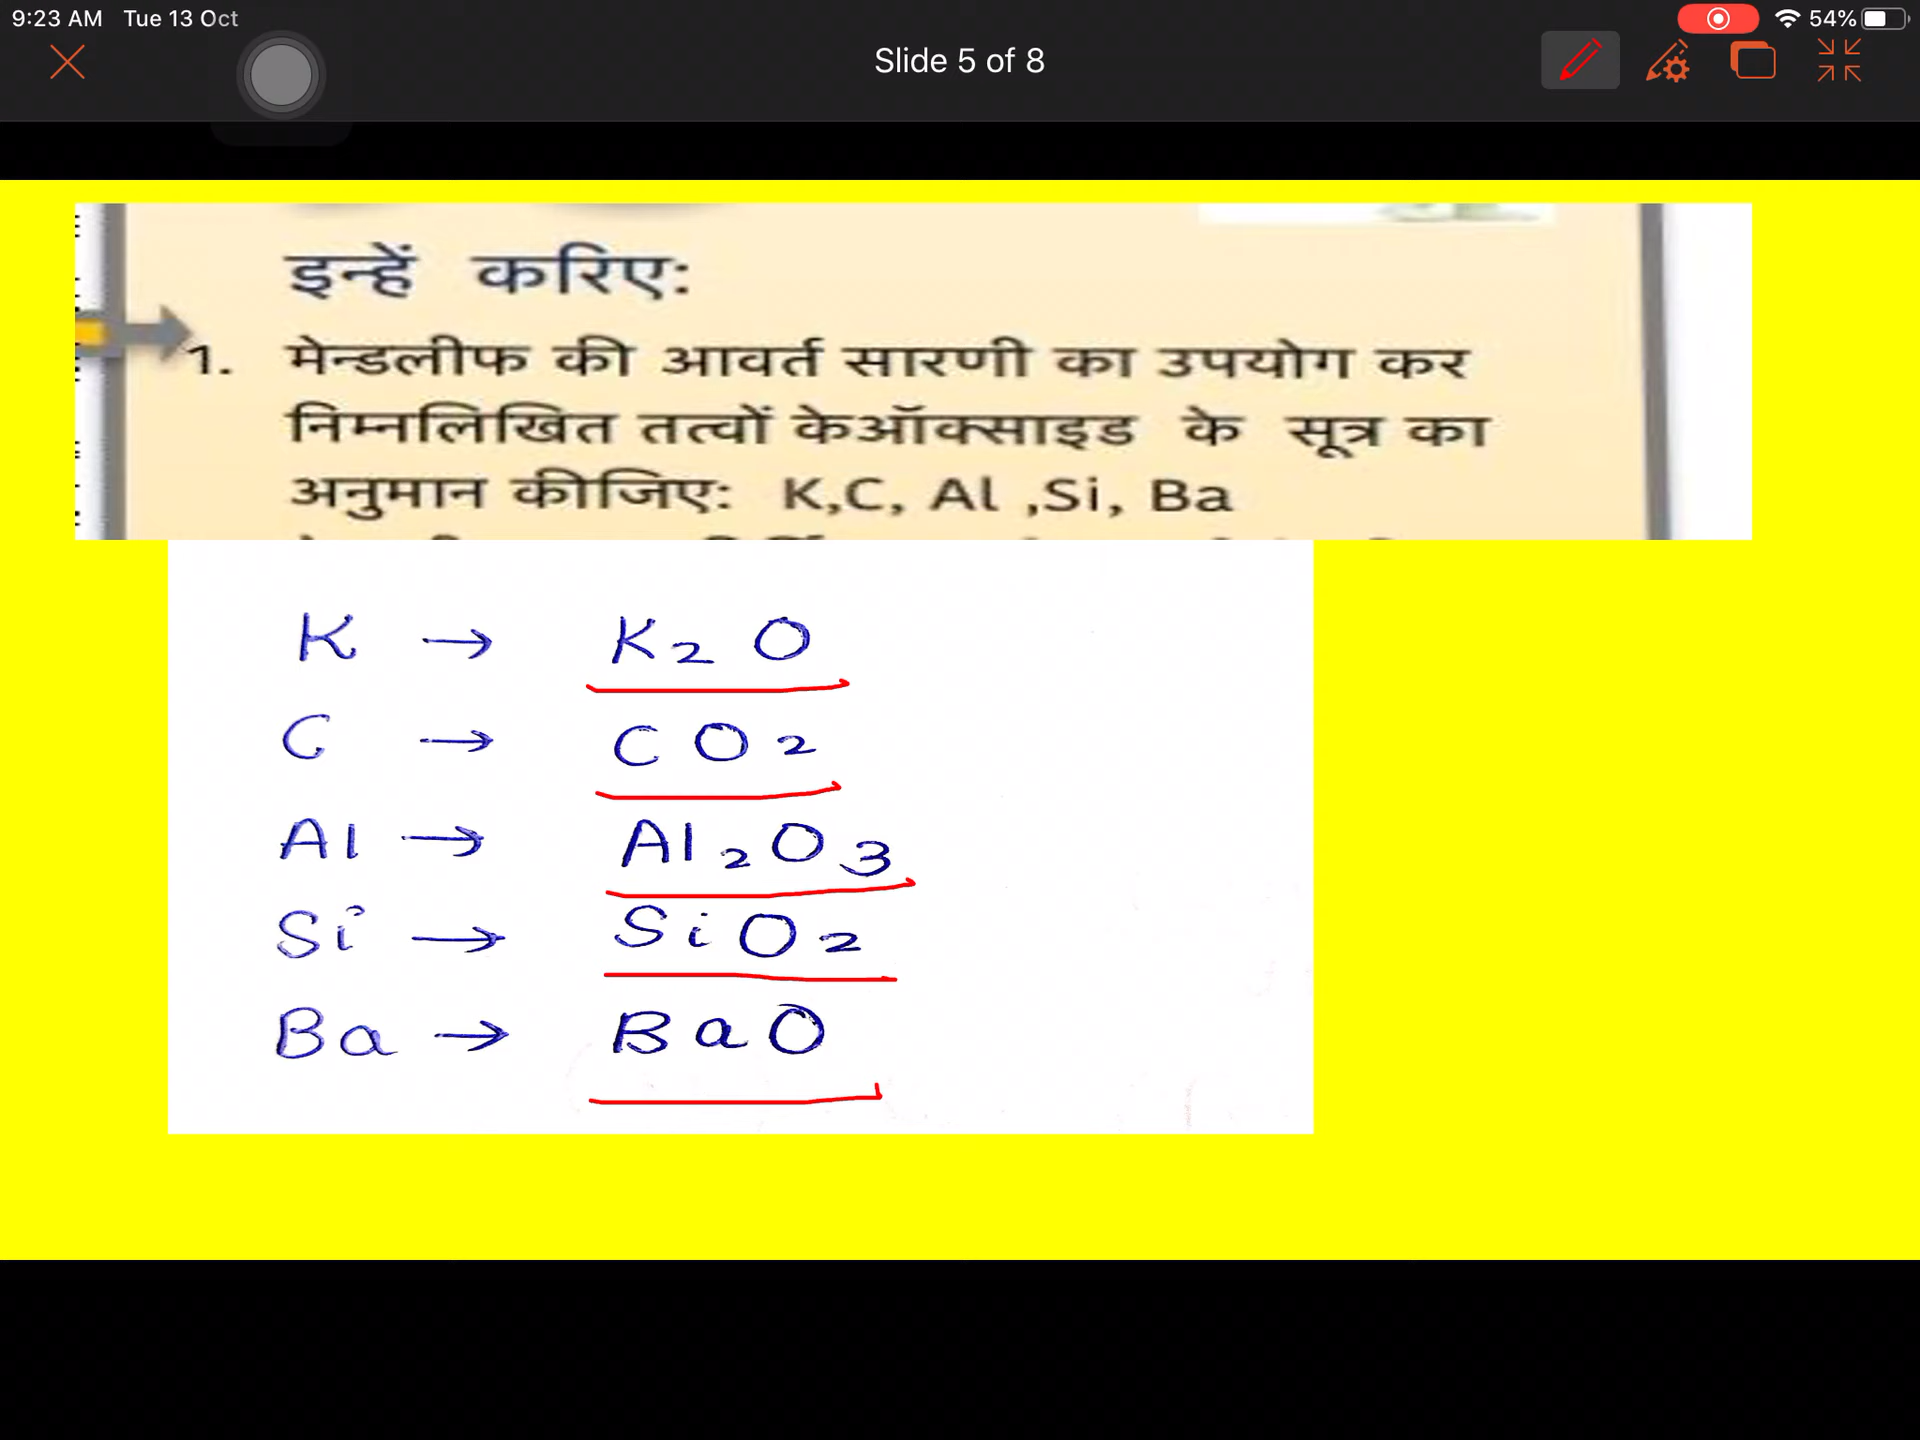 9:23 AM Tue 13 Oct
54%
Slide 5 of 8
इन्हें करिए:
1. मेन्डलीफ की आवर्त सारणी का उपयोग कर
निम्नलिखित तत्वों केऑक्साइड के सूत्र का
अनुमान कीजिए: K,C, Al ,Si, Ba
K → K₂O
C → CO₂
Al → Al₂O₃
Si → SiO₂
Ba → BaO